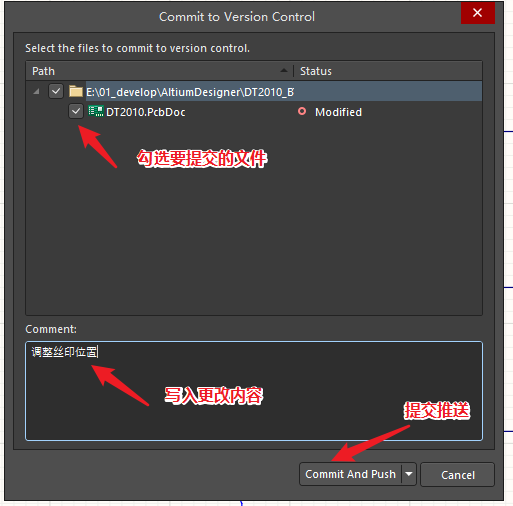 Commit to Version Control
Select the files to commit to version control.
Path Status
E:\01_develop\AltiumDesigner\DT2010_B
DT2010.PcbDoc Modified
勾选要提交的文件
Comment:
调整丝印位置
写入更改内容
提交推送
Commit And Push Cancel